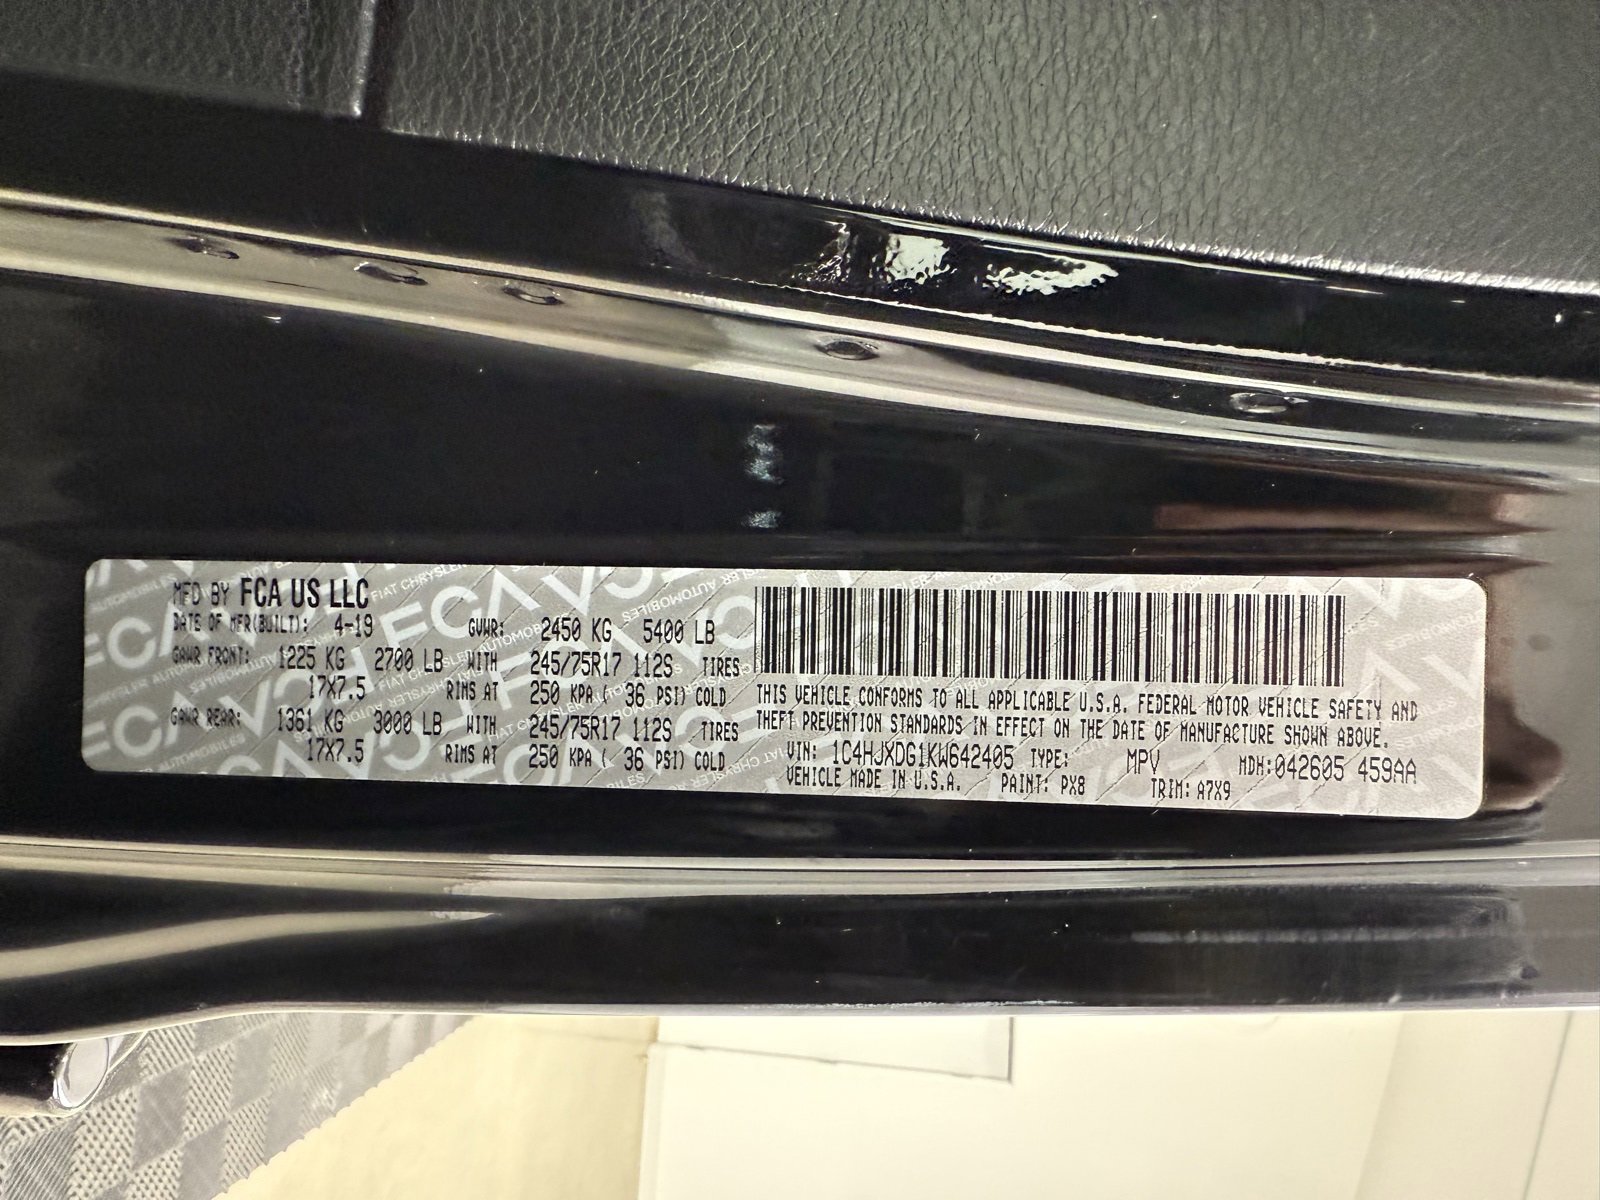 MFD BY FCA US LLC
DATE OF MFR(BUILT): 4-19 GVWR: 2450 KG 5400 LB
GAWR FRONT: 1225 KG 2700 LB WITH 245/75R17 112S TIRES
17X7.5 RIMS AT 250 KPA ( 36 PSI) COLD
GAWR REAR: 1361 KG 3000 LB WITH 245/75R17 112S TIRES
17X7.5 RIMS AT 250 KPA ( 36 PSI) COLD
THIS VEHICLE CONFORMS TO ALL APPLICABLE U.S.A. FEDERAL MOTOR VEHICLE SAFETY AND
THEFT PREVENTION STANDARDS IN EFFECT ON THE DATE OF MANUFACTURE SHOWN ABOVE.
VIN: 1C4HJXDG1KW642405 TYPE: MPV MDH:042605 459AA
VEHICLE MADE IN U.S.A. PAINT: PX8 TRIM: A7X9